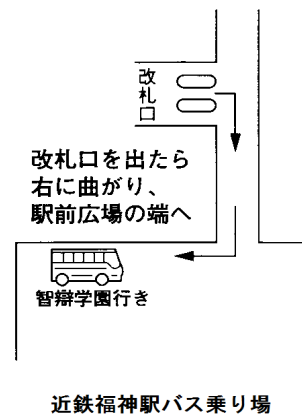 改札口
改札口を出たら
右に曲がり、
駅前広場の端へ
智辯学園行き
近鉄福神駅バス乗り場